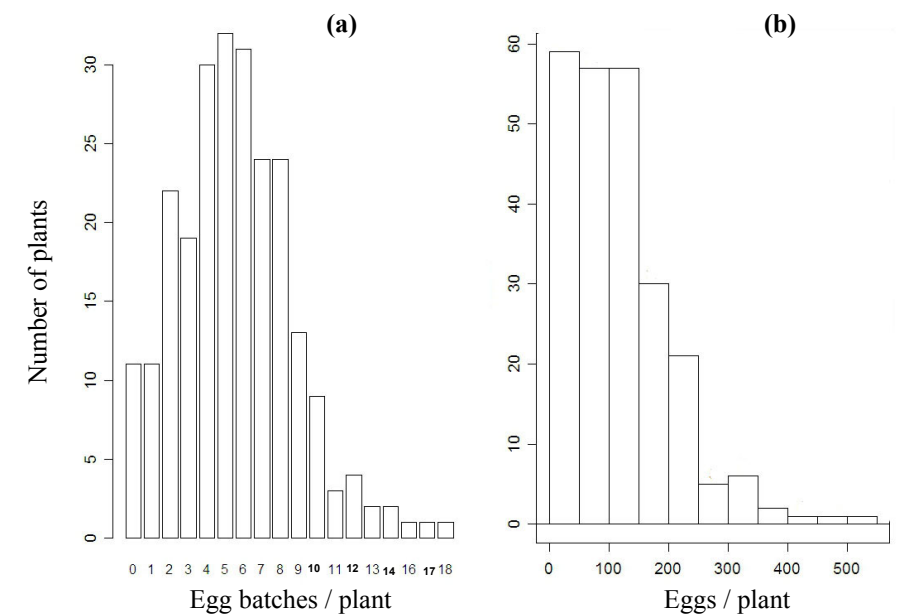 (a)
(b)
Number of plants
30
25
20
15
10
5
0
0 1 2 3 4 5 6 7 8 9 10 11 12 13 14 16 17 18
Egg batches / plant
60
50
40
30
20
10
0
0 100 200 300 400 500
Eggs / plant